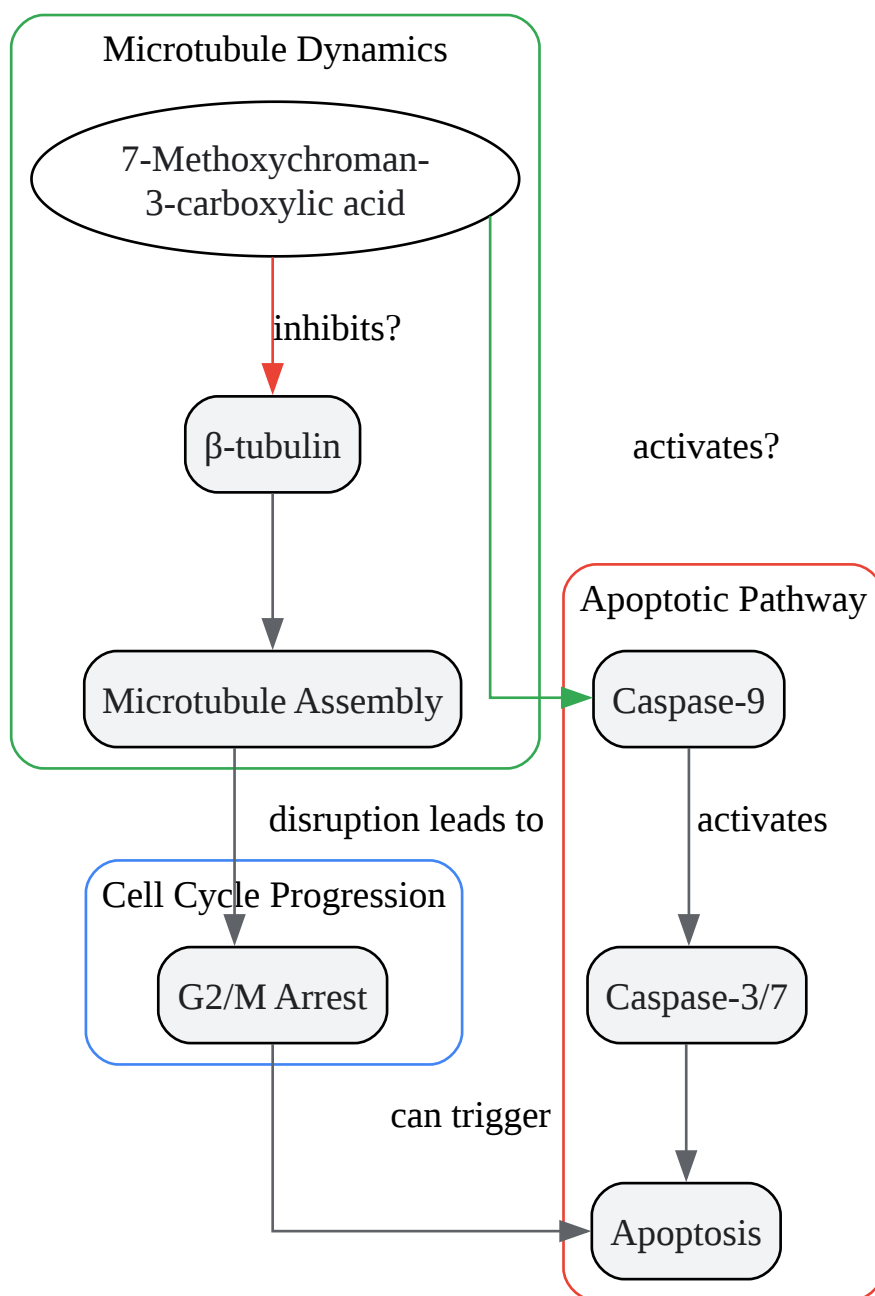 Microtubule Dynamics
7-Methoxychroman-
3-carboxylic acid
inhibits?
β-tubulin
activates?
Apoptotic Pathway
Microtubule Assembly
Caspase-9
disruption leads to
activates
Cell Cycle Progression
G2/M Arrest
Caspase-3/7
can trigger
Apoptosis